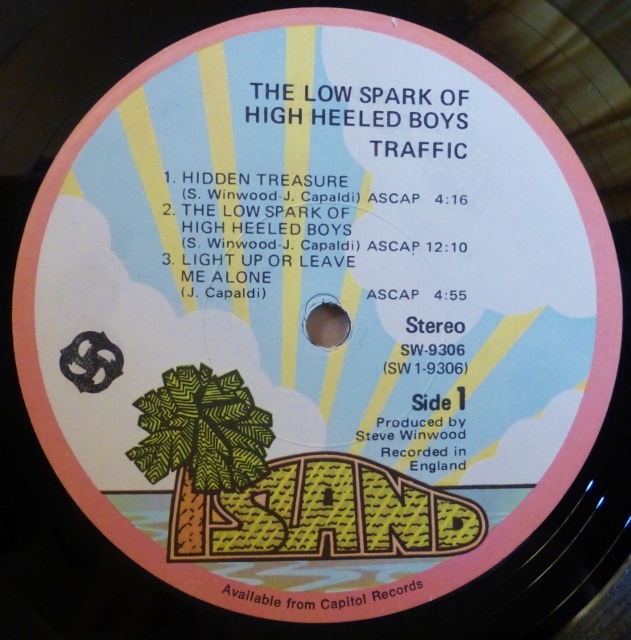 THE LOW SPARK OF
HIGH HEELED BOYS
TRAFFIC
1. HIDDEN TREASURE
(S. Winwood-J. Capaldi) ASCAP 4:16
2. THE LOW SPARK OF
HIGH HEELED BOYS
(S. Winwood-J. Capaldi) ASCAP 12:10
3. LIGHT UP OR LEAVE
ME ALONE
(J. Capaldi) ASCAP 4:55
Stereo
SW-9306
(SW 1-9306)
Side 1
Produced by
Steve Winwood
Recorded in
England
ISLAND
Available from Capitol Records